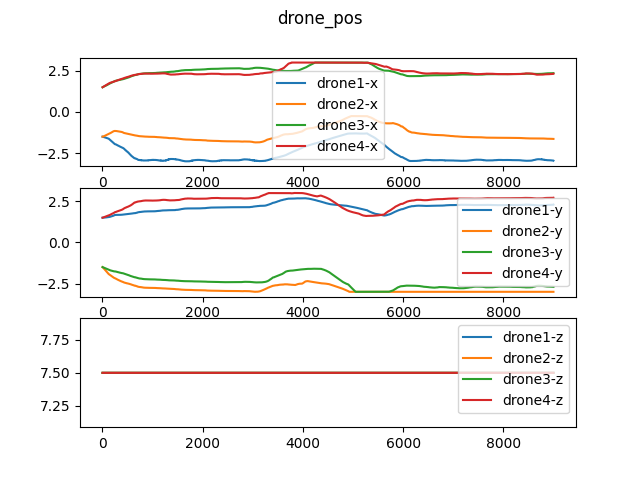 drone_pos
2.5
0.0
−2.5
drone1-x
drone2-x
drone3-x
drone4-x
0 2000 4000 6000 8000
2.5
0.0
−2.5
drone1-y
drone2-y
drone3-y
drone4-y
0 2000 4000 6000 8000
7.75
7.50
7.25
drone1-z
drone2-z
drone3-z
drone4-z
0 2000 4000 6000 8000